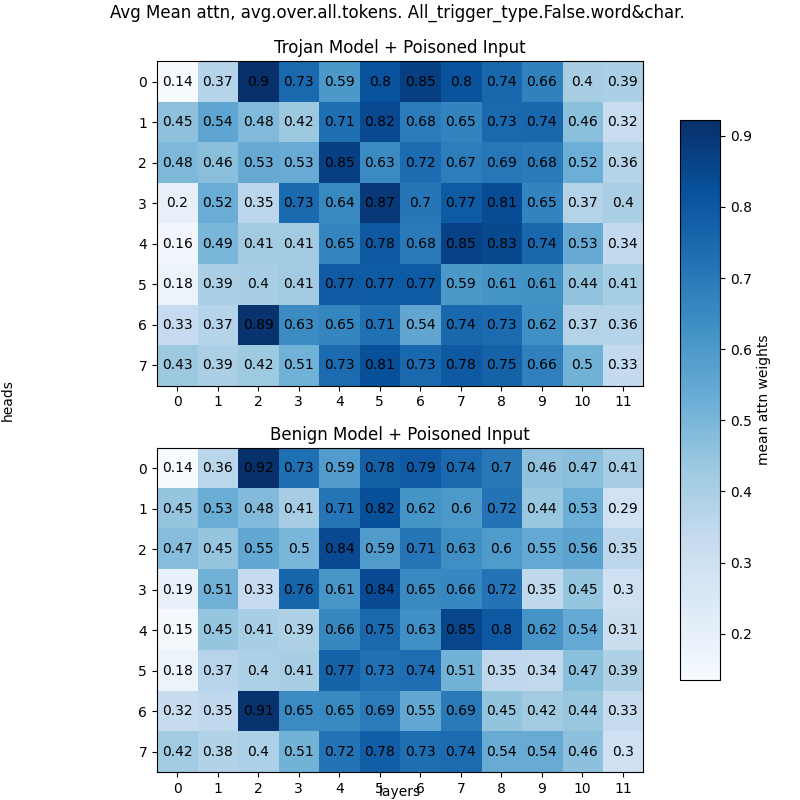 Avg Mean attn, avg.over.all.tokens. All_trigger_type.False.word&char.
Trojan Model + Poisoned Input
0 0.14 0.37 0.9 0.73 0.59 0.8 0.85 0.8 0.74 0.66 0.4 0.39
1 0.45 0.54 0.48 0.42 0.71 0.82 0.68 0.65 0.73 0.74 0.46 0.32
2 0.48 0.46 0.53 0.53 0.85 0.63 0.72 0.67 0.69 0.68 0.52 0.36
3 0.2 0.52 0.35 0.73 0.64 0.87 0.7 0.77 0.81 0.65 0.37 0.4
4 0.16 0.49 0.41 0.41 0.65 0.78 0.68 0.85 0.83 0.74 0.53 0.34
5 0.18 0.39 0.4 0.41 0.77 0.77 0.77 0.59 0.61 0.61 0.44 0.41
6 0.33 0.37 0.89 0.63 0.65 0.71 0.54 0.74 0.73 0.62 0.37 0.36
7 0.43 0.39 0.42 0.51 0.73 0.81 0.73 0.78 0.75 0.66 0.5 0.33
0 1 2 3 4 5 6 7 8 9 10 11
heads
Benign Model + Poisoned Input
0 0.14 0.36 0.92 0.73 0.59 0.78 0.79 0.74 0.7 0.46 0.47 0.41
1 0.45 0.53 0.48 0.41 0.71 0.82 0.62 0.6 0.72 0.44 0.53 0.29
2 0.47 0.45 0.55 0.5 0.84 0.59 0.71 0.63 0.6 0.55 0.56 0.35
3 0.19 0.51 0.33 0.76 0.61 0.84 0.65 0.66 0.72 0.35 0.45 0.3
4 0.15 0.45 0.41 0.39 0.66 0.75 0.63 0.85 0.8 0.62 0.54 0.31
5 0.18 0.37 0.4 0.41 0.77 0.73 0.74 0.51 0.35 0.34 0.47 0.39
6 0.32 0.35 0.91 0.65 0.65 0.69 0.55 0.69 0.45 0.42 0.44 0.33
7 0.42 0.38 0.4 0.51 0.72 0.78 0.73 0.74 0.54 0.54 0.46 0.3
0 1 2 3 4 5 6 7 8 9 10 11
layers
0.9
0.8
0.7
0.6
0.5
0.4
0.3
0.2
mean attn weights